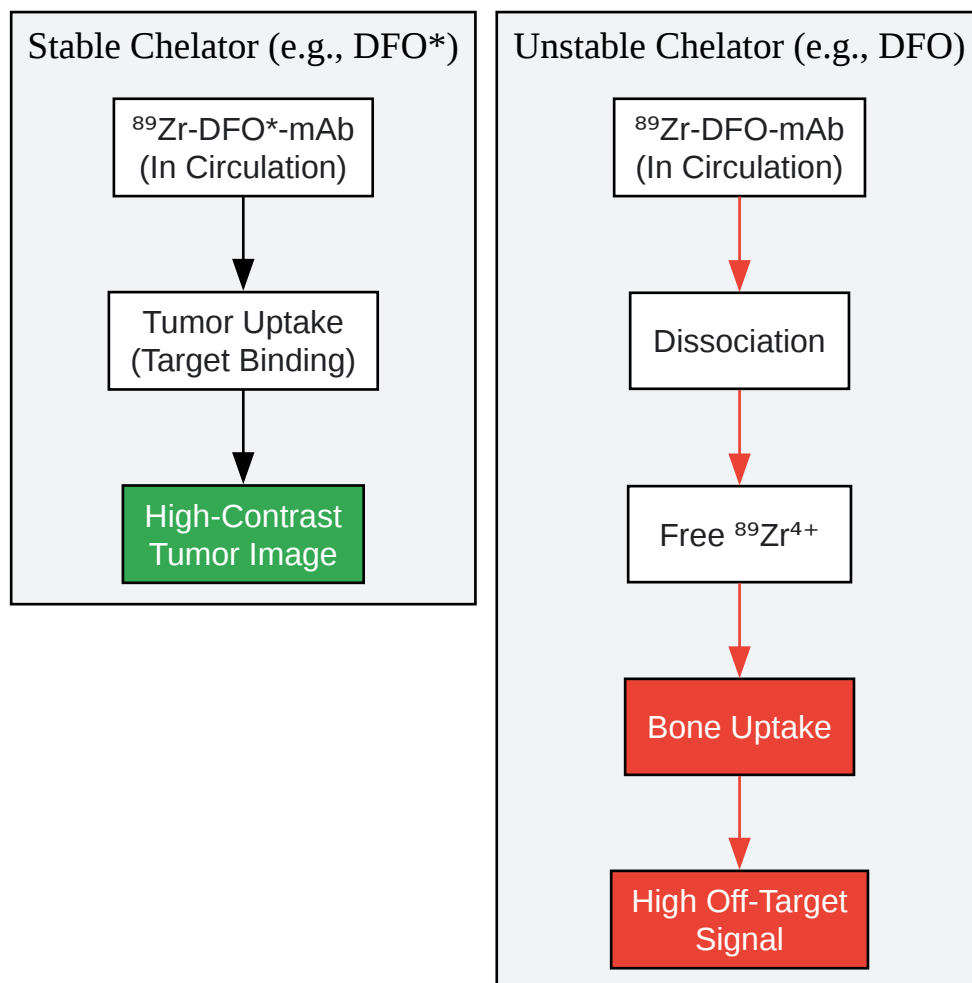 Stable Chelator (e.g., DFO*)
⁸⁹Zr-DFO*-mAb
(In Circulation)
Tumor Uptake
(Target Binding)
High-Contrast
Tumor Image
Unstable Chelator (e.g., DFO)
⁸⁹Zr-DFO-mAb
(In Circulation)
Dissociation
Free ⁸⁹Zr⁴⁺
Bone Uptake
High Off-Target
Signal